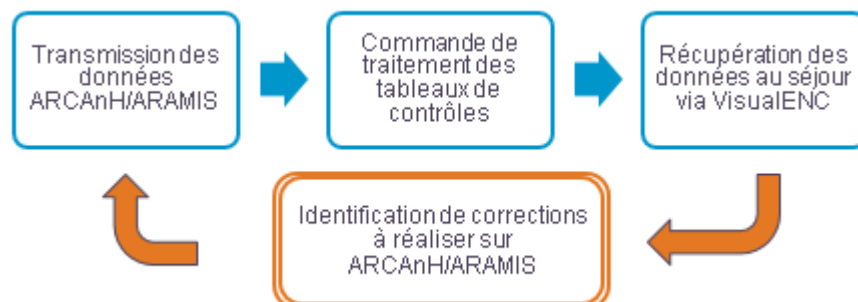 Transmission des
données
ARCAnH/ARAMIS
Commande de
traitement des
tableaux de
contrôles
Récupération des
données au séjour
via VisualENC
Identification de corrections
à réaliser sur
ARCAnH/ARAMIS